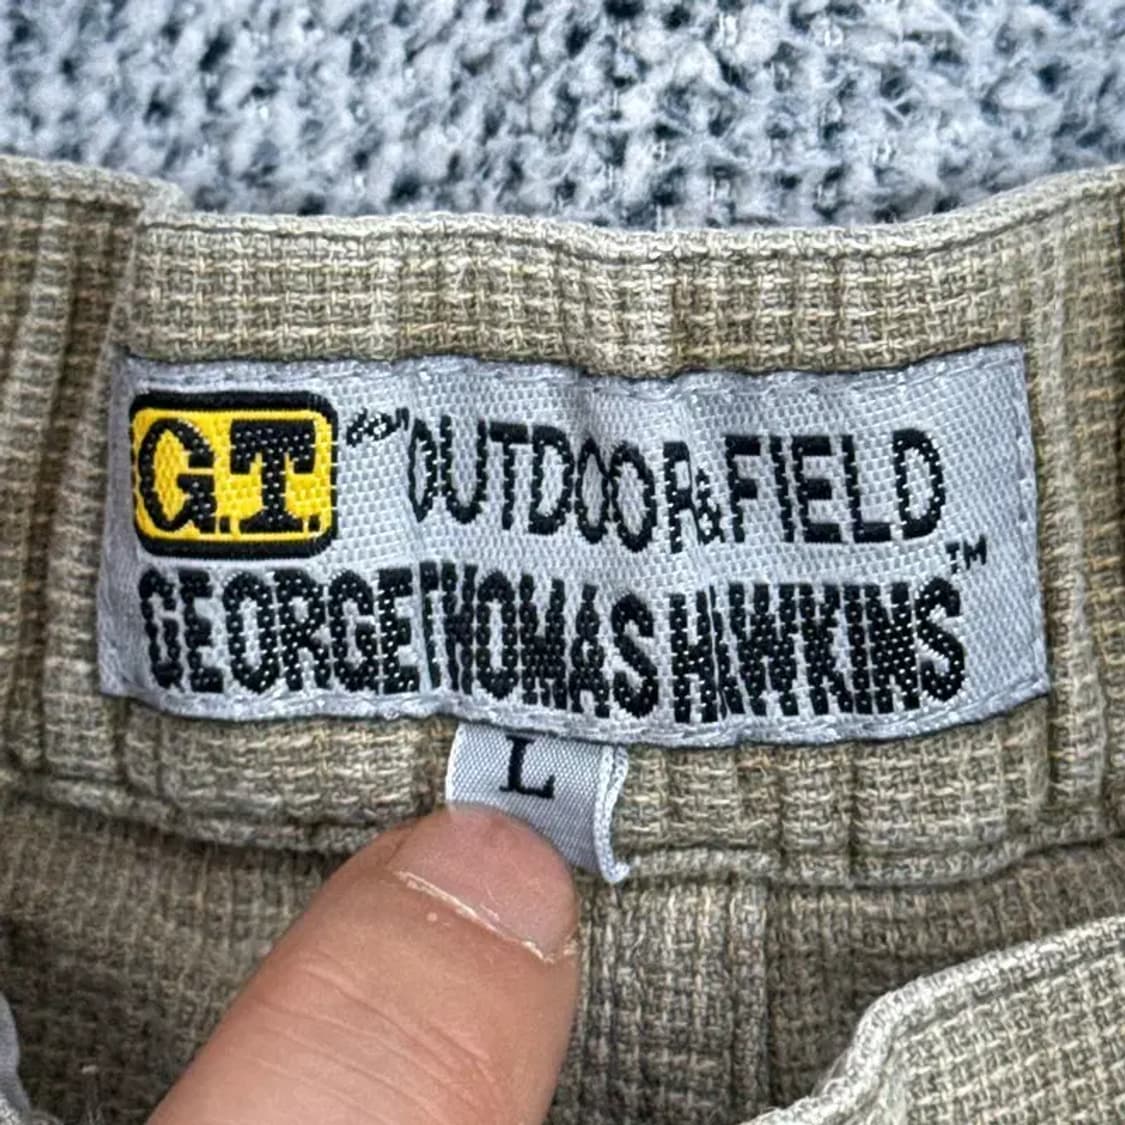 G.T. "OUTDOOR&FIELD
GEORGE THOMAS HAWKINS™
L